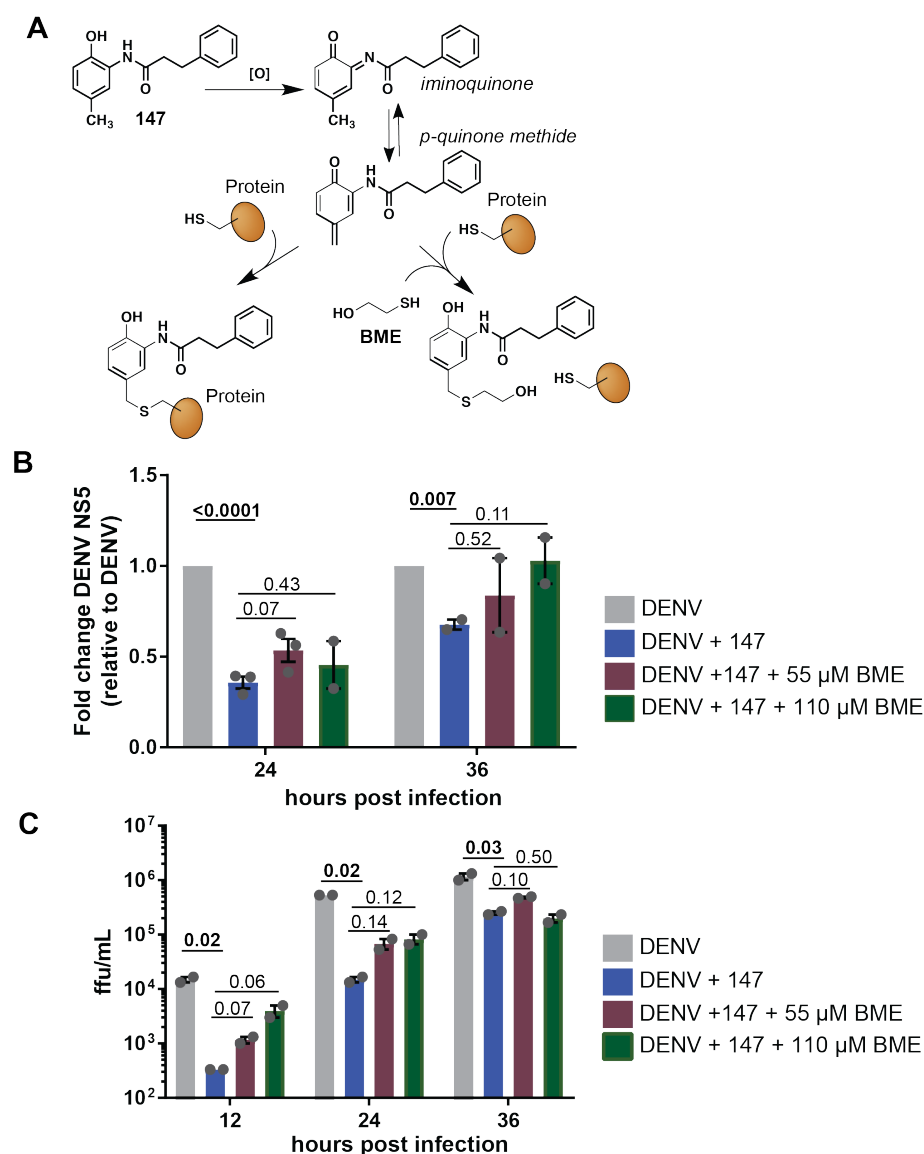 A
OH
H
N
O
CH3
147
[O]
O
N
O
CH3
iminoquinone
p-quinone methide
O
H
N
O
Protein
HS
Protein
HS
HO
SH
BME
OH
H
N
O
S
Protein
OH
H
N
O
S
OH
HS
B
Fold change DENV NS5
(relative to DENV)
1.5
1.0
0.5
0.0
<0.0001
0.43
0.07
0.007
0.11
0.52
24
36
hours post infection
DENV
DENV + 147
DENV +147 + 55 µM BME
DENV + 147 + 110 µM BME
C
ffu/mL
10^7
10^6
10^5
10^4
10^3
10^2
0.02
0.06
0.07
0.02
0.12
0.14
0.03
0.50
0.10
12
24
36
hours post infection
DENV
DENV + 147
DENV +147 + 55 µM BME
DENV + 147 + 110 µM BME